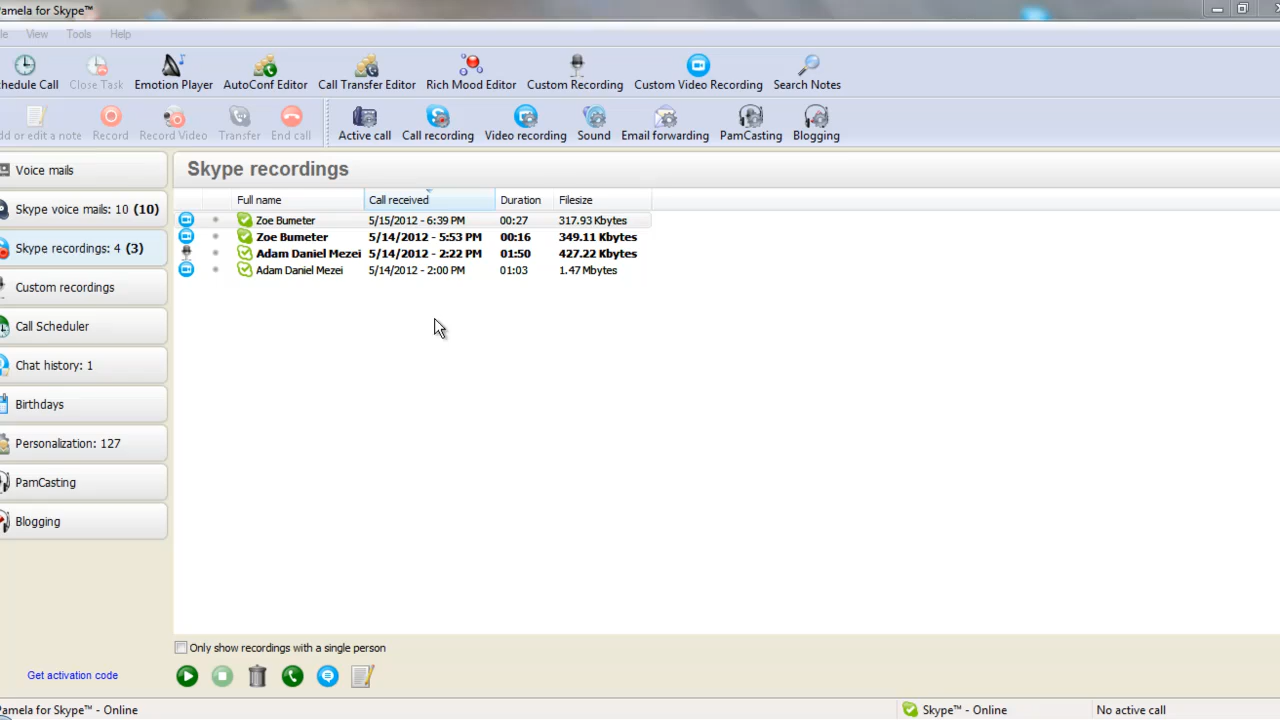 Pamela for Skype™
View Tools Help
Schedule Call Close Task Emotion Player AutoConf Editor Call Transfer Editor Rich Mood Editor Custom Recording Custom Video Recording Search Notes
dd or edit a note Record Record Video Transfer End call Active call Call recording Video recording Sound Email forwarding PamCasting Blogging
Voice mails
Skype voice mails: 10 (10)
Skype recordings: 4 (3)
Custom recordings
Call Scheduler
Chat history: 1
Birthdays
Personalization: 127
PamCasting
Blogging
Get activation code
Skype recordings
Full name Call received Duration Filesize
Zoe Bumeter 5/15/2012 - 6:39 PM 00:27 317.93 Kbytes
Zoe Bumeter 5/14/2012 - 5:53 PM 00:16 349.11 Kbytes
Adam Daniel Mezei 5/14/2012 - 2:22 PM 01:50 427.22 Kbytes
Adam Daniel Mezei 5/14/2012 - 2:00 PM 01:03 1.47 Mbytes
Only show recordings with a single person
Pamela for Skype™ - Online Skype™ - Online No active call